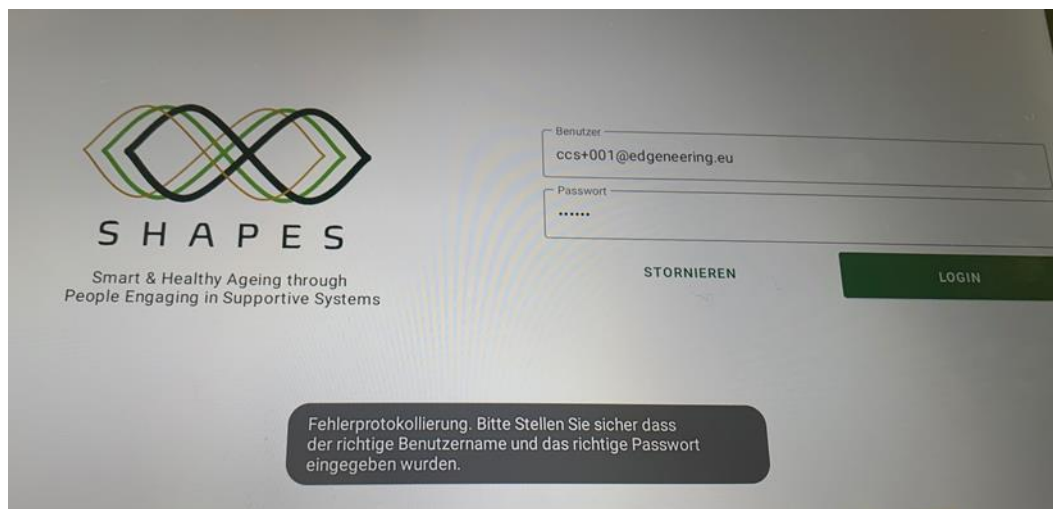 SHAPES
Smart & Healthy Ageing through
People Engaging in Supportive Systems
Benutzer
ccs+001@edgeneering.eu
Passwort
••••••
STORNIEREN
LOGIN
Fehlerprotokollierung. Bitte Stellen Sie sicher dass
der richtige Benutzername und das richtige Passwort
eingegeben wurden.